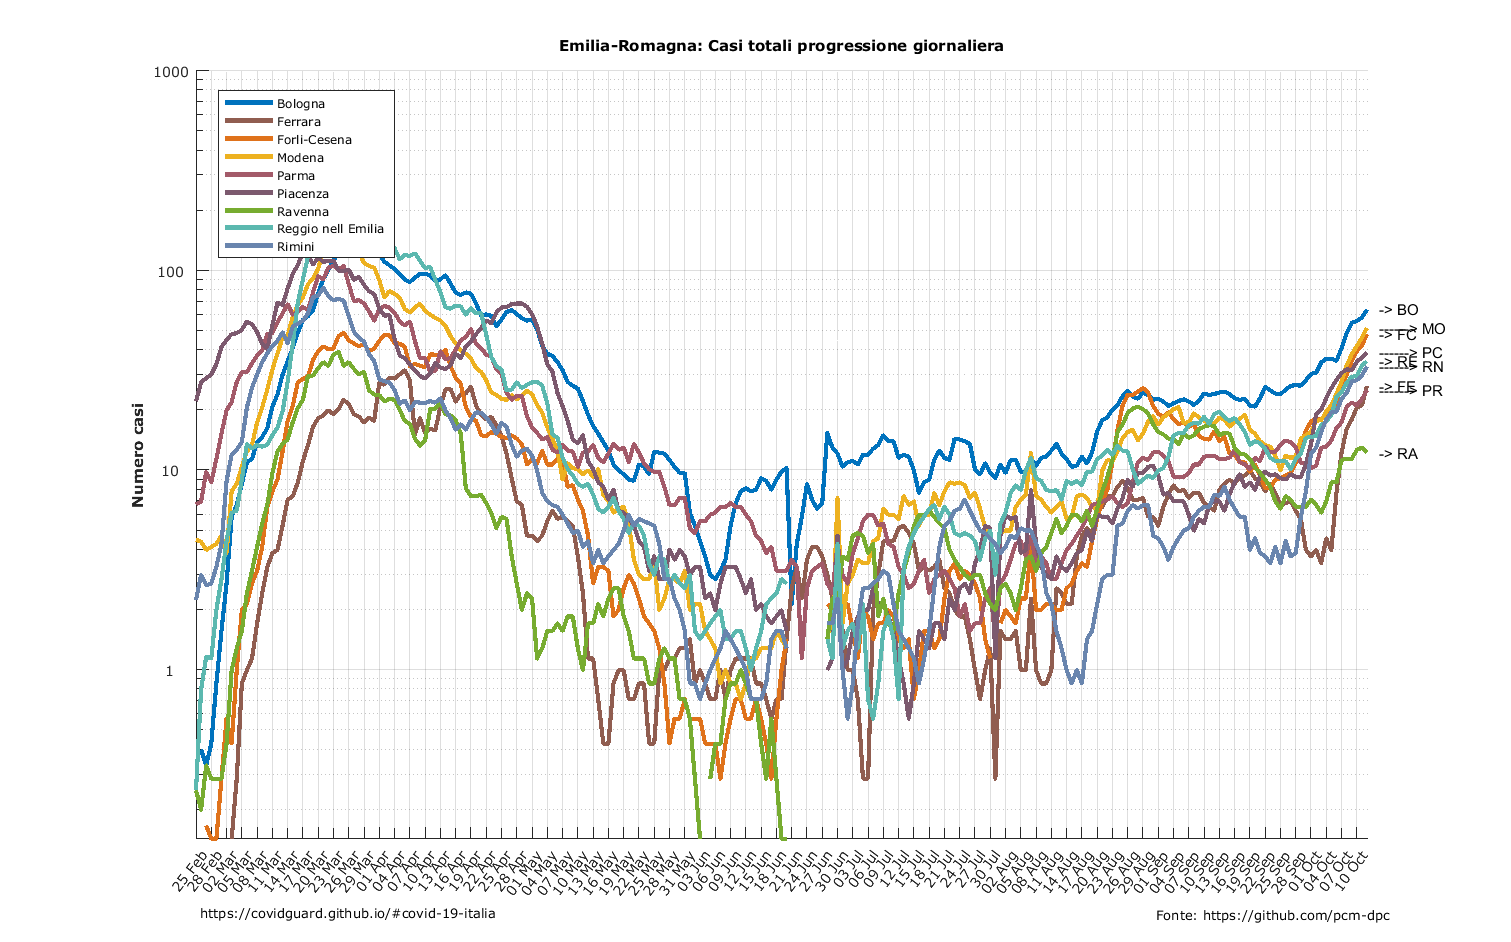 Emilia-Romagna: Casi totali progressione giornaliera
1000
100
10
1
Numero casi
Bologna
Ferrara
Forli-Cesena
Modena
Parma
Piacenza
Ravenna
Reggio nell Emilia
Rimini
-> BO
------> MO
-> FC
------> PC
-> RE
------> RN
-> FE
------> PR
-> RA
25 Feb
28 Feb
02 Mar
05 Mar
08 Mar
11 Mar
14 Mar
17 Mar
20 Mar
23 Mar
26 Mar
29 Mar
01 Apr
04 Apr
07 Apr
10 Apr
13 Apr
16 Apr
19 Apr
22 Apr
25 Apr
28 Apr
01 May
04 May
07 May
10 May
13 May
16 May
19 May
22 May
25 May
28 May
31 May
03 Jun
06 Jun
09 Jun
12 Jun
15 Jun
18 Jun
21 Jun
24 Jun
27 Jun
30 Jun
03 Jul
06 Jul
09 Jul
12 Jul
15 Jul
18 Jul
21 Jul
24 Jul
27 Jul
30 Jul
02 Aug
05 Aug
08 Aug
11 Aug
14 Aug
17 Aug
20 Aug
23 Aug
26 Aug
29 Aug
01 Sep
04 Sep
07 Sep
10 Sep
13 Sep
16 Sep
19 Sep
22 Sep
25 Sep
28 Sep
01 Oct
04 Oct
07 Oct
10 Oct
https://covidguard.github.io/#covid-19-italia
Fonte: https://github.com/pcm-dpc